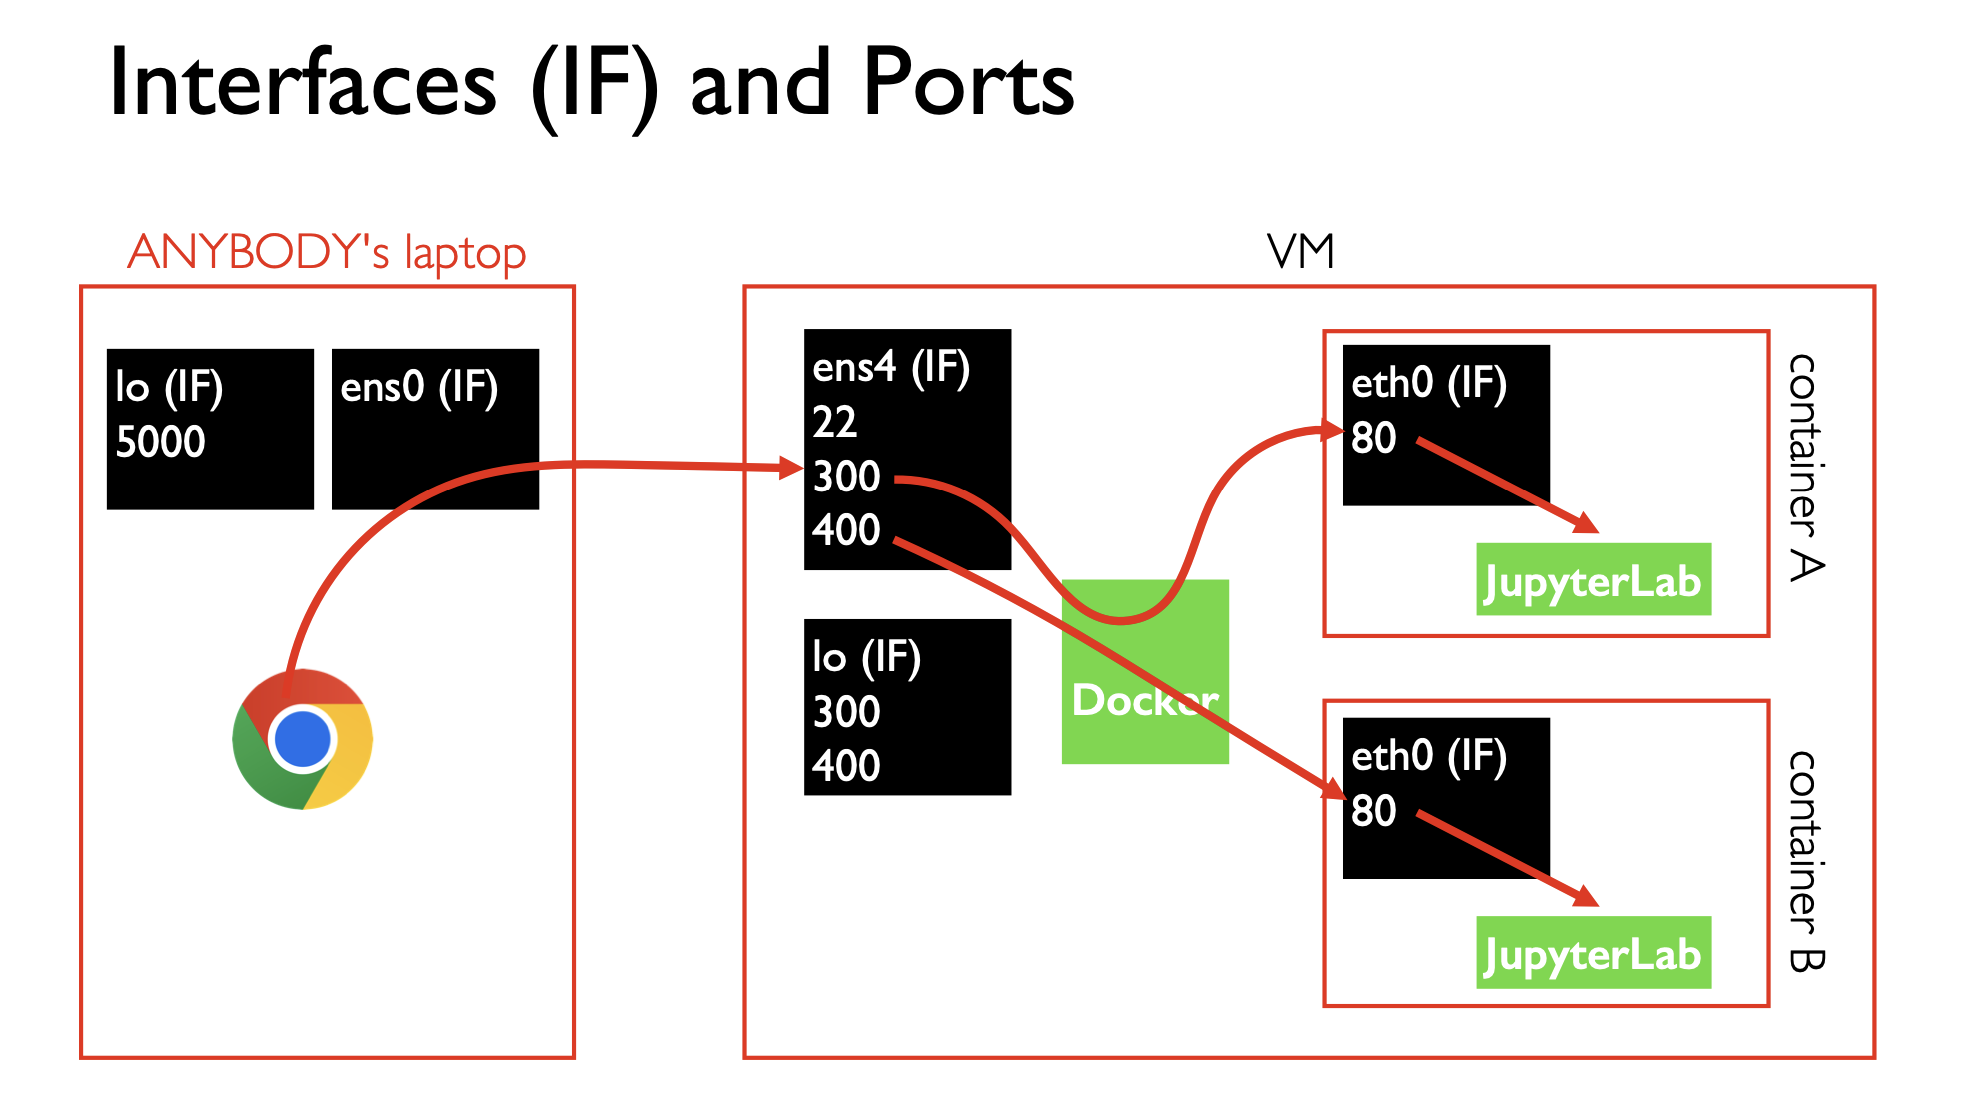 Interfaces (IF) and Ports
ANYBODY's laptop
lo (IF)
5000
ens0 (IF)
VM
ens4 (IF)
22
300
400
lo (IF)
300
400
Docker
eth0 (IF)
80
JupyterLab
container A
eth0 (IF)
80
JupyterLab
container B